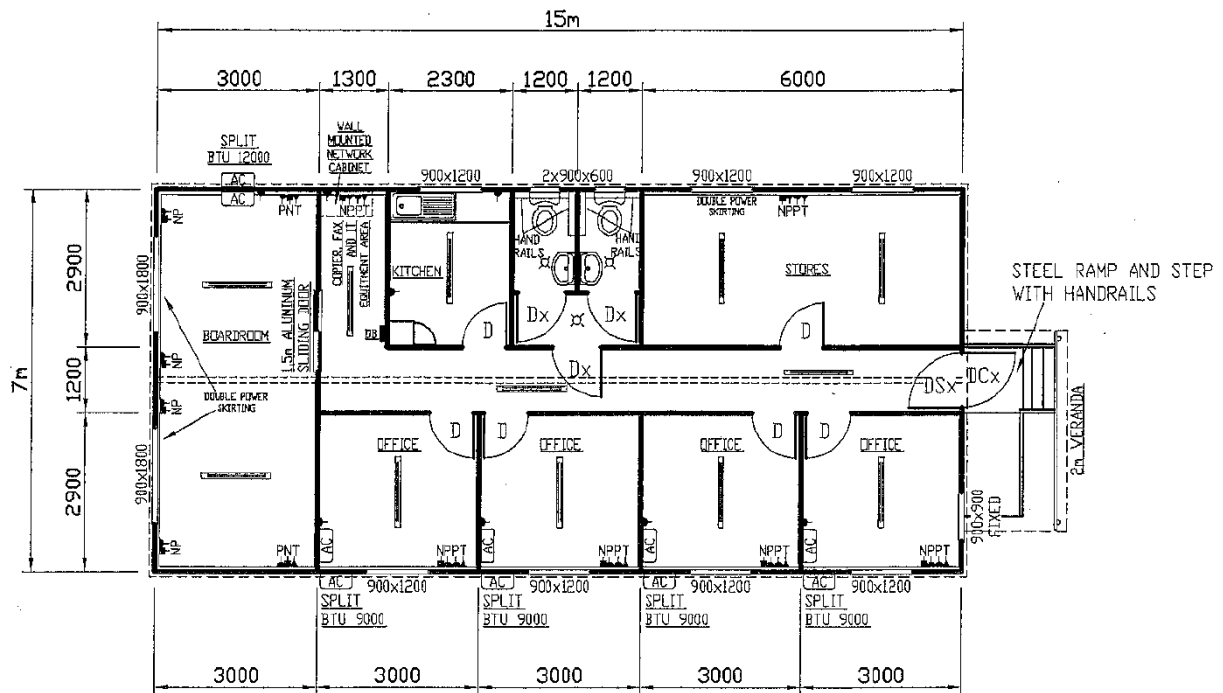 15m
3000 1300 2300 1200 1200 6000
SPLIT
BTU 12000
WALL
MOUNTED
NETWORK
CABINET
900x1200 2x900x600 900x1200 900x1200
AC
AC
NP
PNT
NPPT
DOUBLE POWER
SKIRTING
NPPT
7m
2900
1200
2900
900x1800
COPIER, FAX
AND IT
EQUIPMENT AREA
KITCHEN
HAND
RAILS
HAND
RAILS
STORES
STEEL RAMP AND STEP
WITH HANDRAILS
BOARDROOM
1.5m ALUMINUM
SLIDING DOOR
DB
D
Dx
Dx
D
NP
Dx
DSx
DCx
DOUBLE POWER
SKIRTING
NP
2m VERANDA
D
D
D
D
OFFICE
OFFICE
OFFICE
OFFICE
900x1800
900x900
FIXED
NP
PNT
AC
NPPT
AC
NPPT
AC
NPPT
AC
NPPT
AC
900x1200
AC
900x1200
AC
900x1200
AC
900x1200
SPLIT
BTU 9000
SPLIT
BTU 9000
SPLIT
BTU 9000
SPLIT
BTU 9000
3000 3000 3000 3000 3000